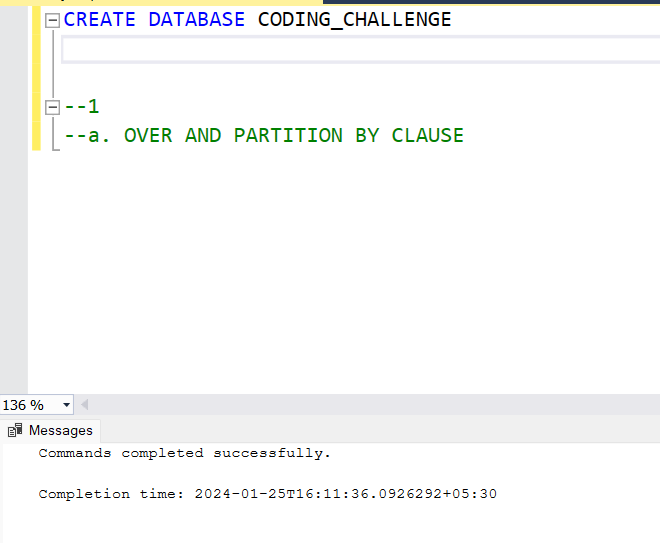 CREATE DATABASE CODING_CHALLENGE
--1
--a. OVER AND PARTITION BY CLAUSE
136 %
Messages
Commands completed successfully.
Completion time: 2024-01-25T16:11:36.0926292+05:30